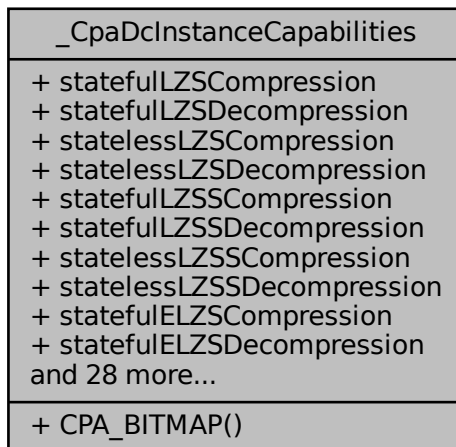 _CpaDcInstanceCapabilities
+ statefulLZSCompression
+ statefulLZSDecompression
+ statelessLZSCompression
+ statelessLZSDecompression
+ statefulLZSSCompression
+ statefulLZSSDecompression
+ statelessLZSSCompression
+ statelessLZSSDecompression
+ statefulELZSCompression
+ statefulELZSDecompression
and 28 more...
+ CPA_BITMAP()